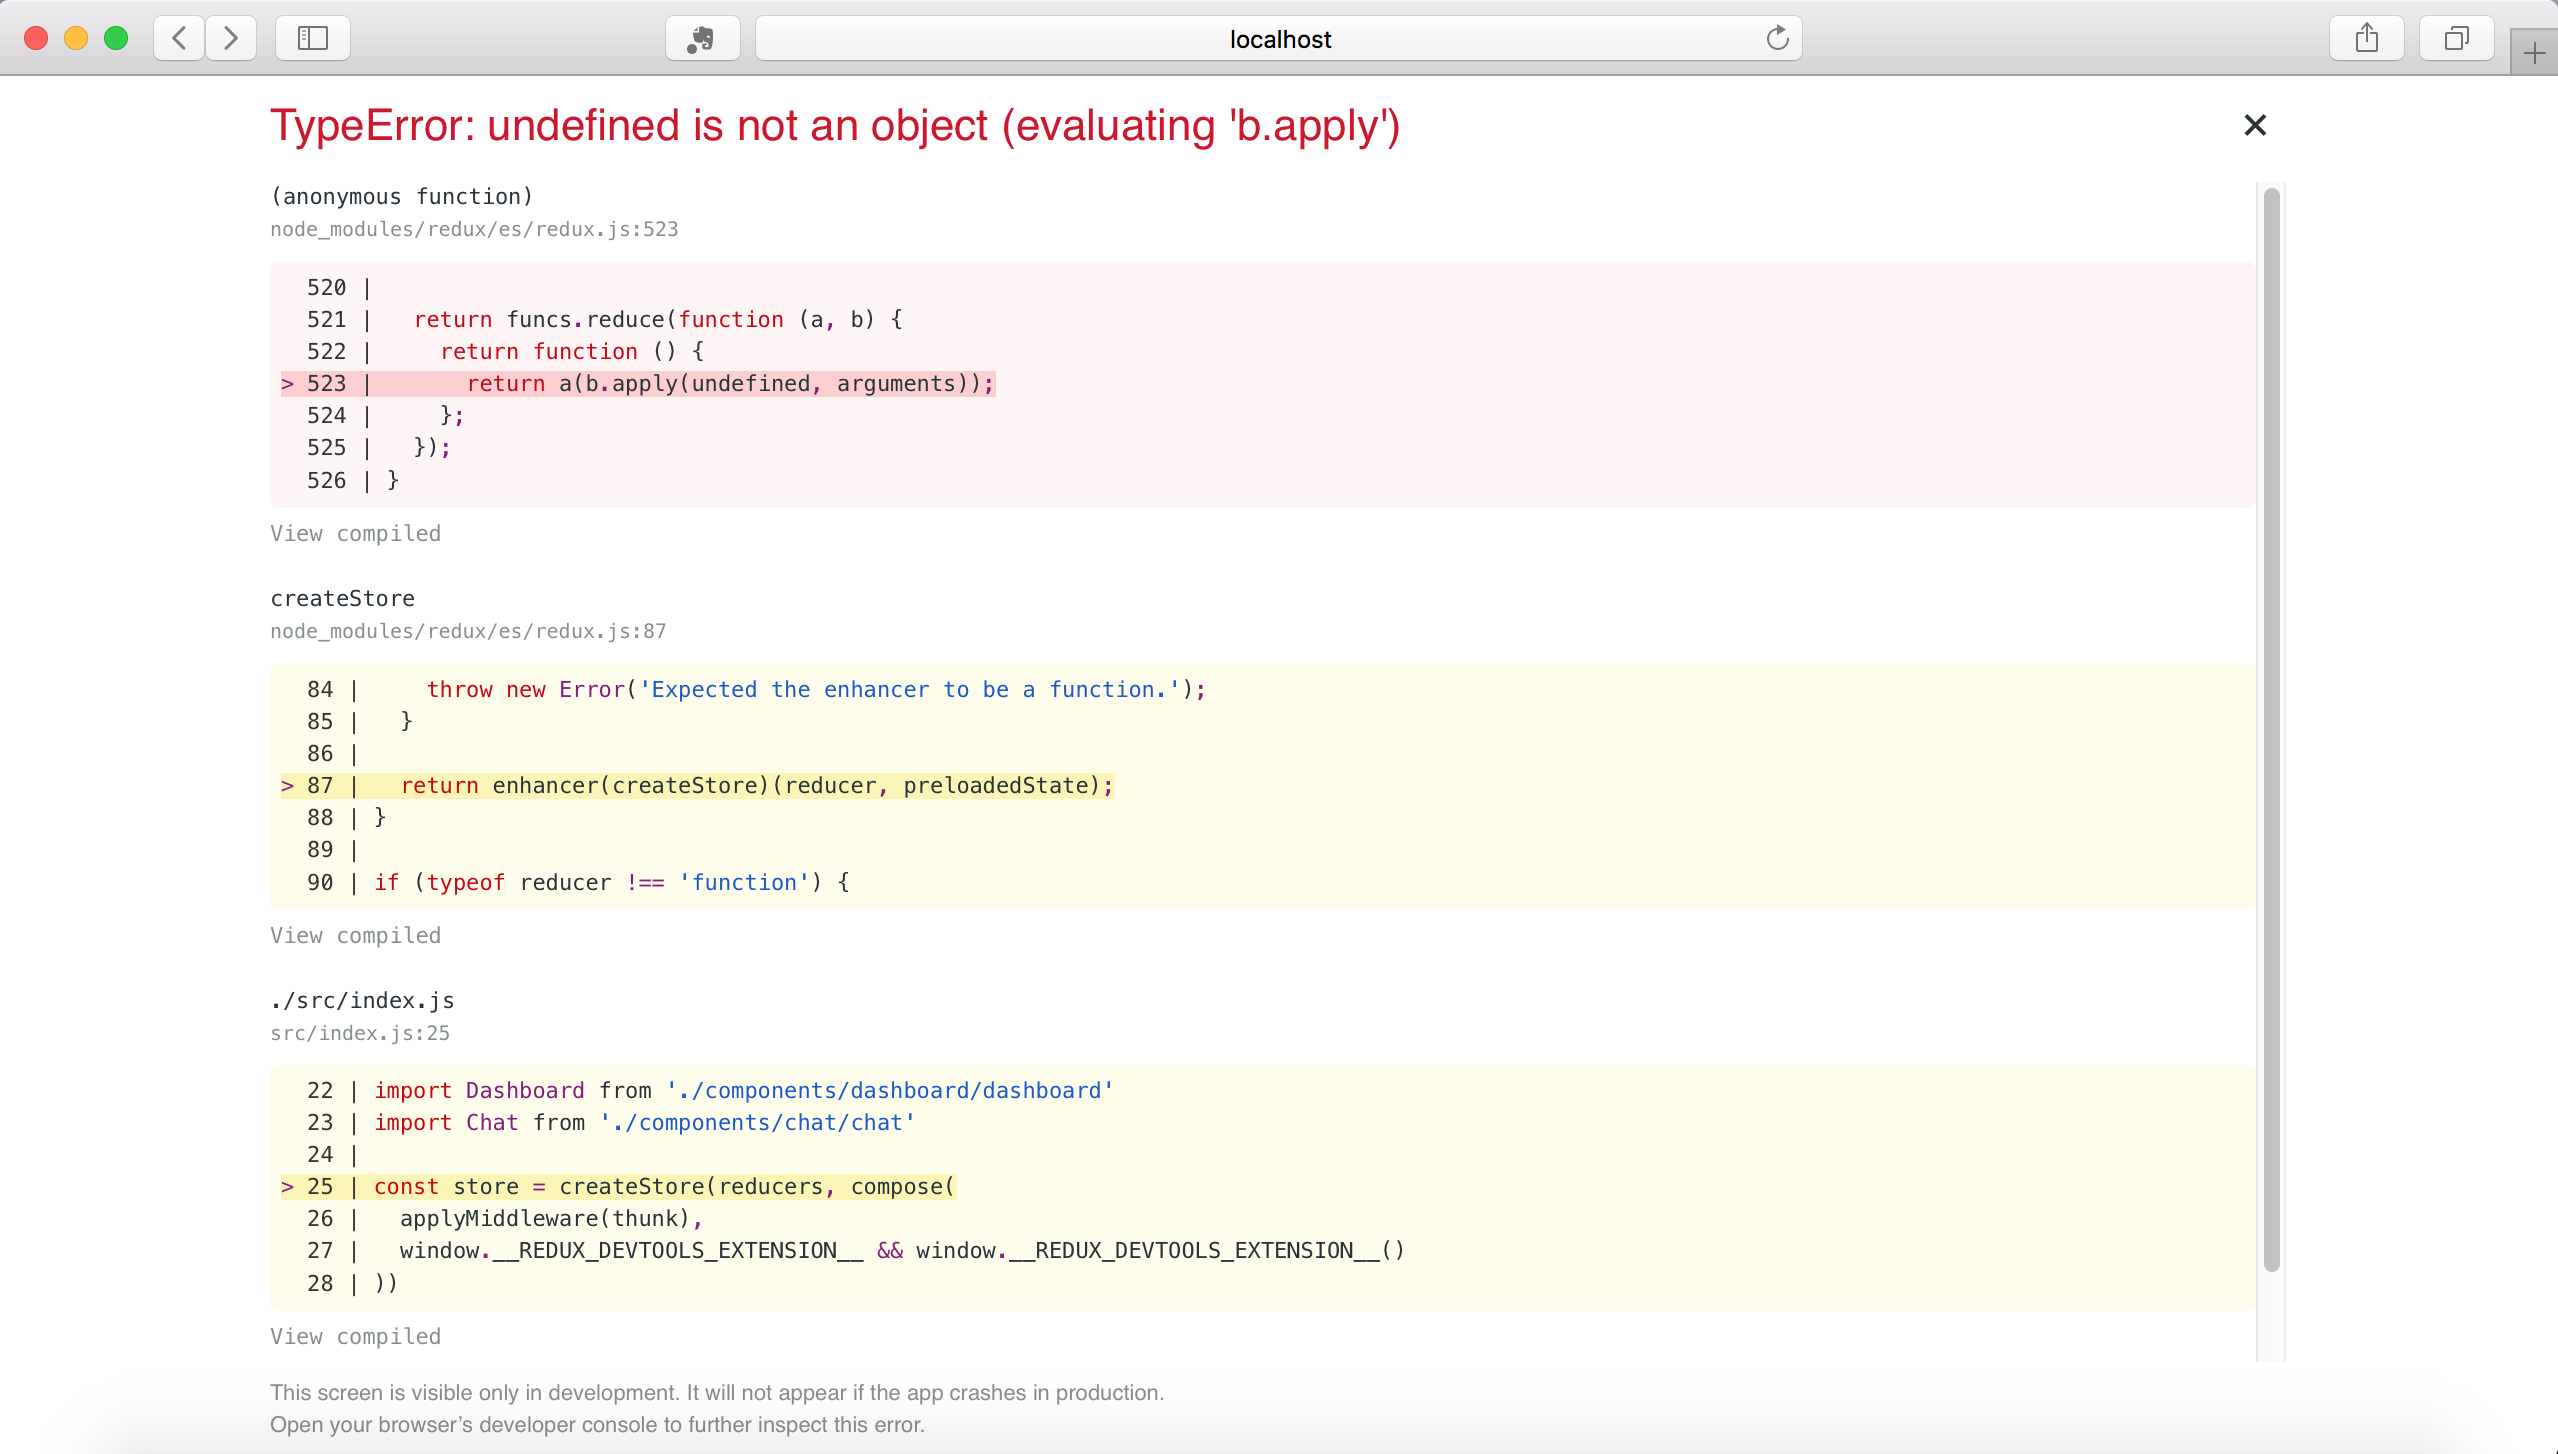 localhost
TypeError: undefined is not an object (evaluating 'b.apply')
(anonymous function)
node_modules/redux/es/redux.js:523
  520 |
  521 |   return funcs.reduce(function (a, b) {
  522 |     return function () {
> 523 |       return a(b.apply(undefined, arguments));
  524 |     };
  525 |   });
  526 | }
View compiled
createStore
node_modules/redux/es/redux.js:87
  84 |     throw new Error('Expected the enhancer to be a function.');
  85 |   }
  86 |
> 87 |   return enhancer(createStore)(reducer, preloadedState);
  88 | }
  89 |
  90 | if (typeof reducer !== 'function') {
View compiled
./src/index.js
src/index.js:25
  22 | import Dashboard from './components/dashboard/dashboard'
  23 | import Chat from './components/chat/chat'
  24 |
> 25 | const store = createStore(reducers, compose(
  26 |   applyMiddleware(thunk),
  27 |   window.__REDUX_DEVTOOLS_EXTENSION__ && window.__REDUX_DEVTOOLS_EXTENSION__()
  28 | ))
View compiled
This screen is visible only in development. It will not appear if the app crashes in production.
Open your browser’s developer console to further inspect this error.